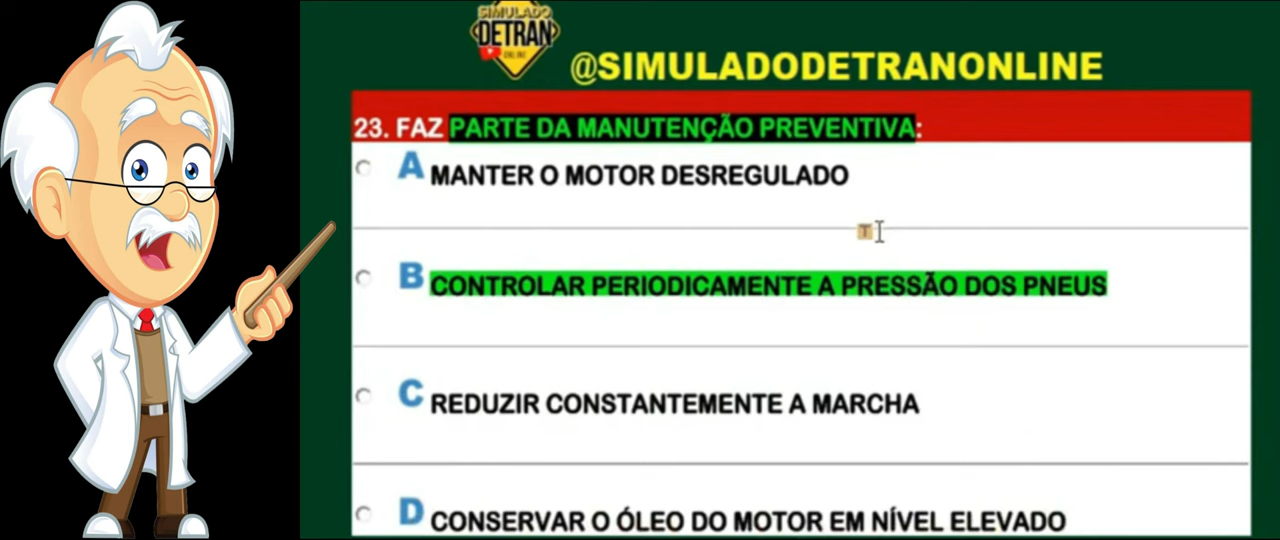 SIMULADO
DETRAN
ONLINE
@SIMULADODETRANONLINE
23. FAZ PARTE DA MANUTENÇÃO PREVENTIVA:
A MANTER O MOTOR DESREGULADO
T
B CONTROLAR PERIODICAMENTE A PRESSÃO DOS PNEUS
C REDUZIR CONSTANTEMENTE A MARCHA
D CONSERVAR O ÓLEO DO MOTOR EM NÍVEL ELEVADO